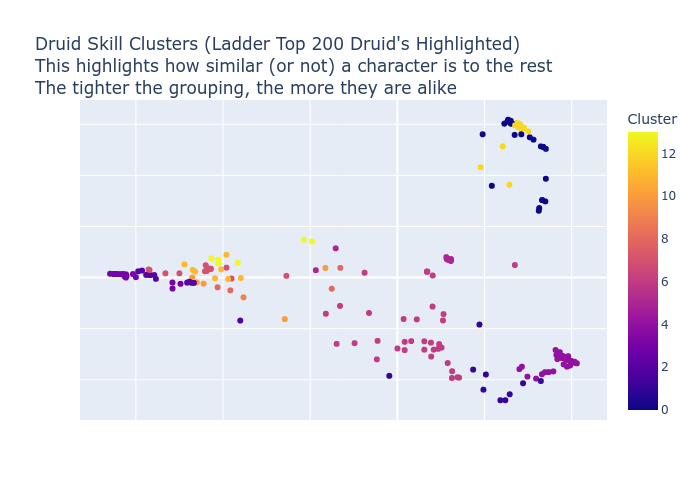 Druid Skill Clusters (Ladder Top 200 Druid's Highlighted)
This highlights how similar (or not) a character is to the rest
The tighter the grouping, the more they are alike
Cluster
12
10
8
6
4
2
0